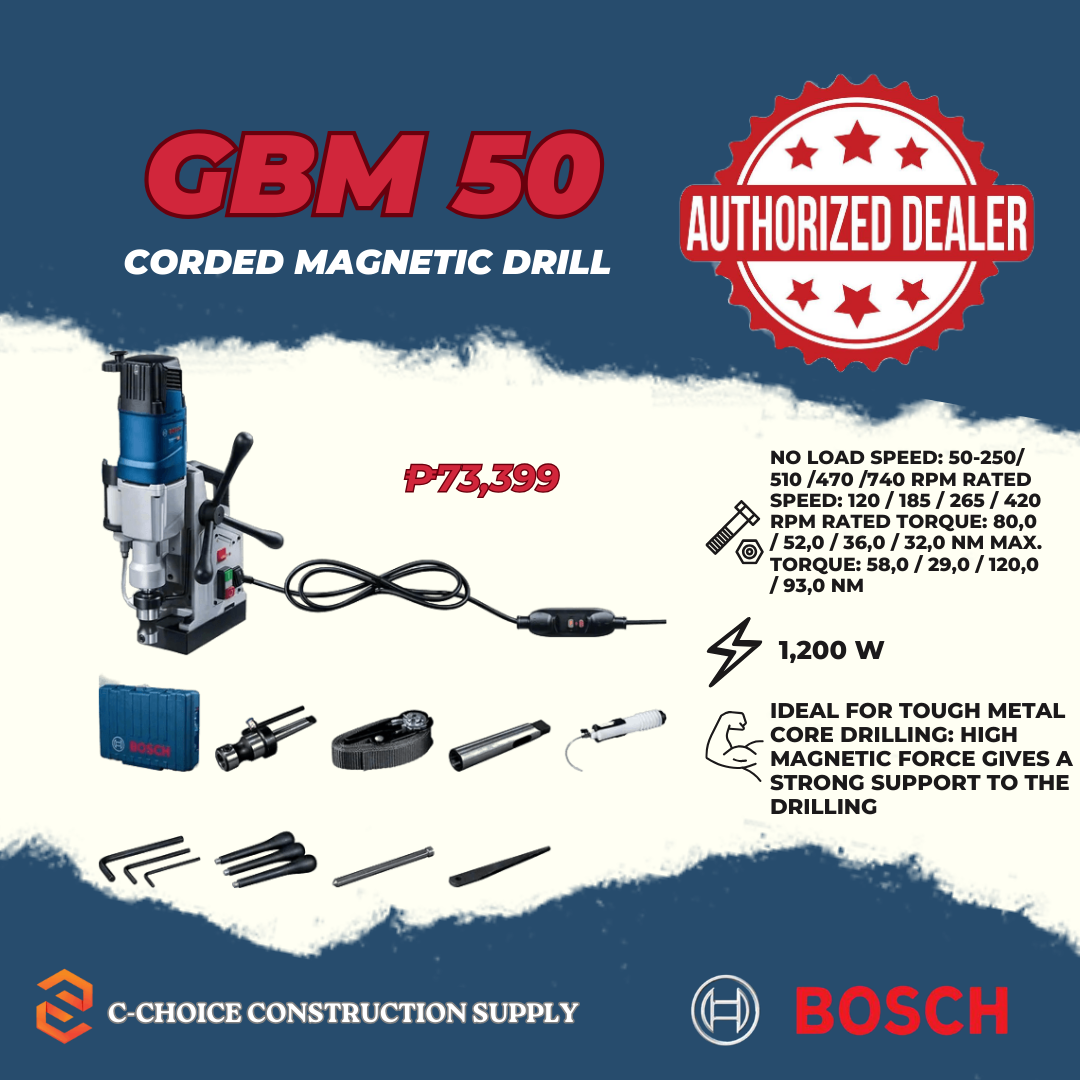 GBM 50
CORDED MAGNETIC DRILL
AUTHORIZED DEALER
₱73,399
NO LOAD SPEED: 50-250/
510 /470 /740 RPM RATED
SPEED: 120 / 185 / 265 / 420
RPM RATED TORQUE: 80,0
/ 52,0 / 36,0 / 32,0 NM MAX.
TORQUE: 58,0 / 29,0 / 120,0
/ 93,0 NM
1,200 W
BOSCH
IDEAL FOR TOUGH METAL
CORE DRILLING: HIGH
MAGNETIC FORCE GIVES A
STRONG SUPPORT TO THE
DRILLING
C-CHOICE CONSTRUCTION SUPPLY
BOSCH